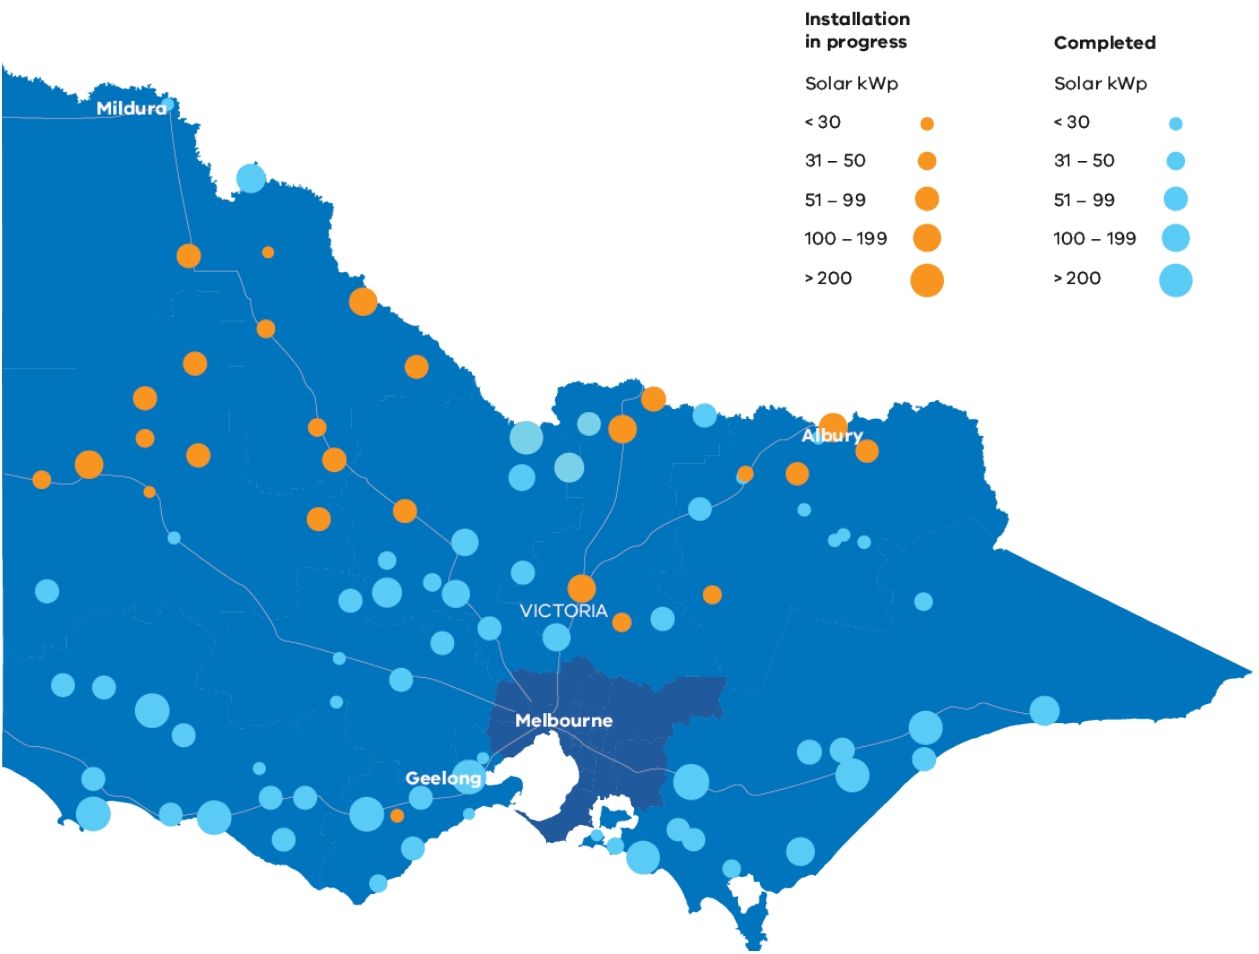 Installation
in progress
Solar kWp
< 30
31 – 50
51 – 99
100 – 199
> 200
Completed
Solar kWp
< 30
31 – 50
51 – 99
100 – 199
> 200
Mildura
Albury
VICTORIA
Melbourne
Geelong